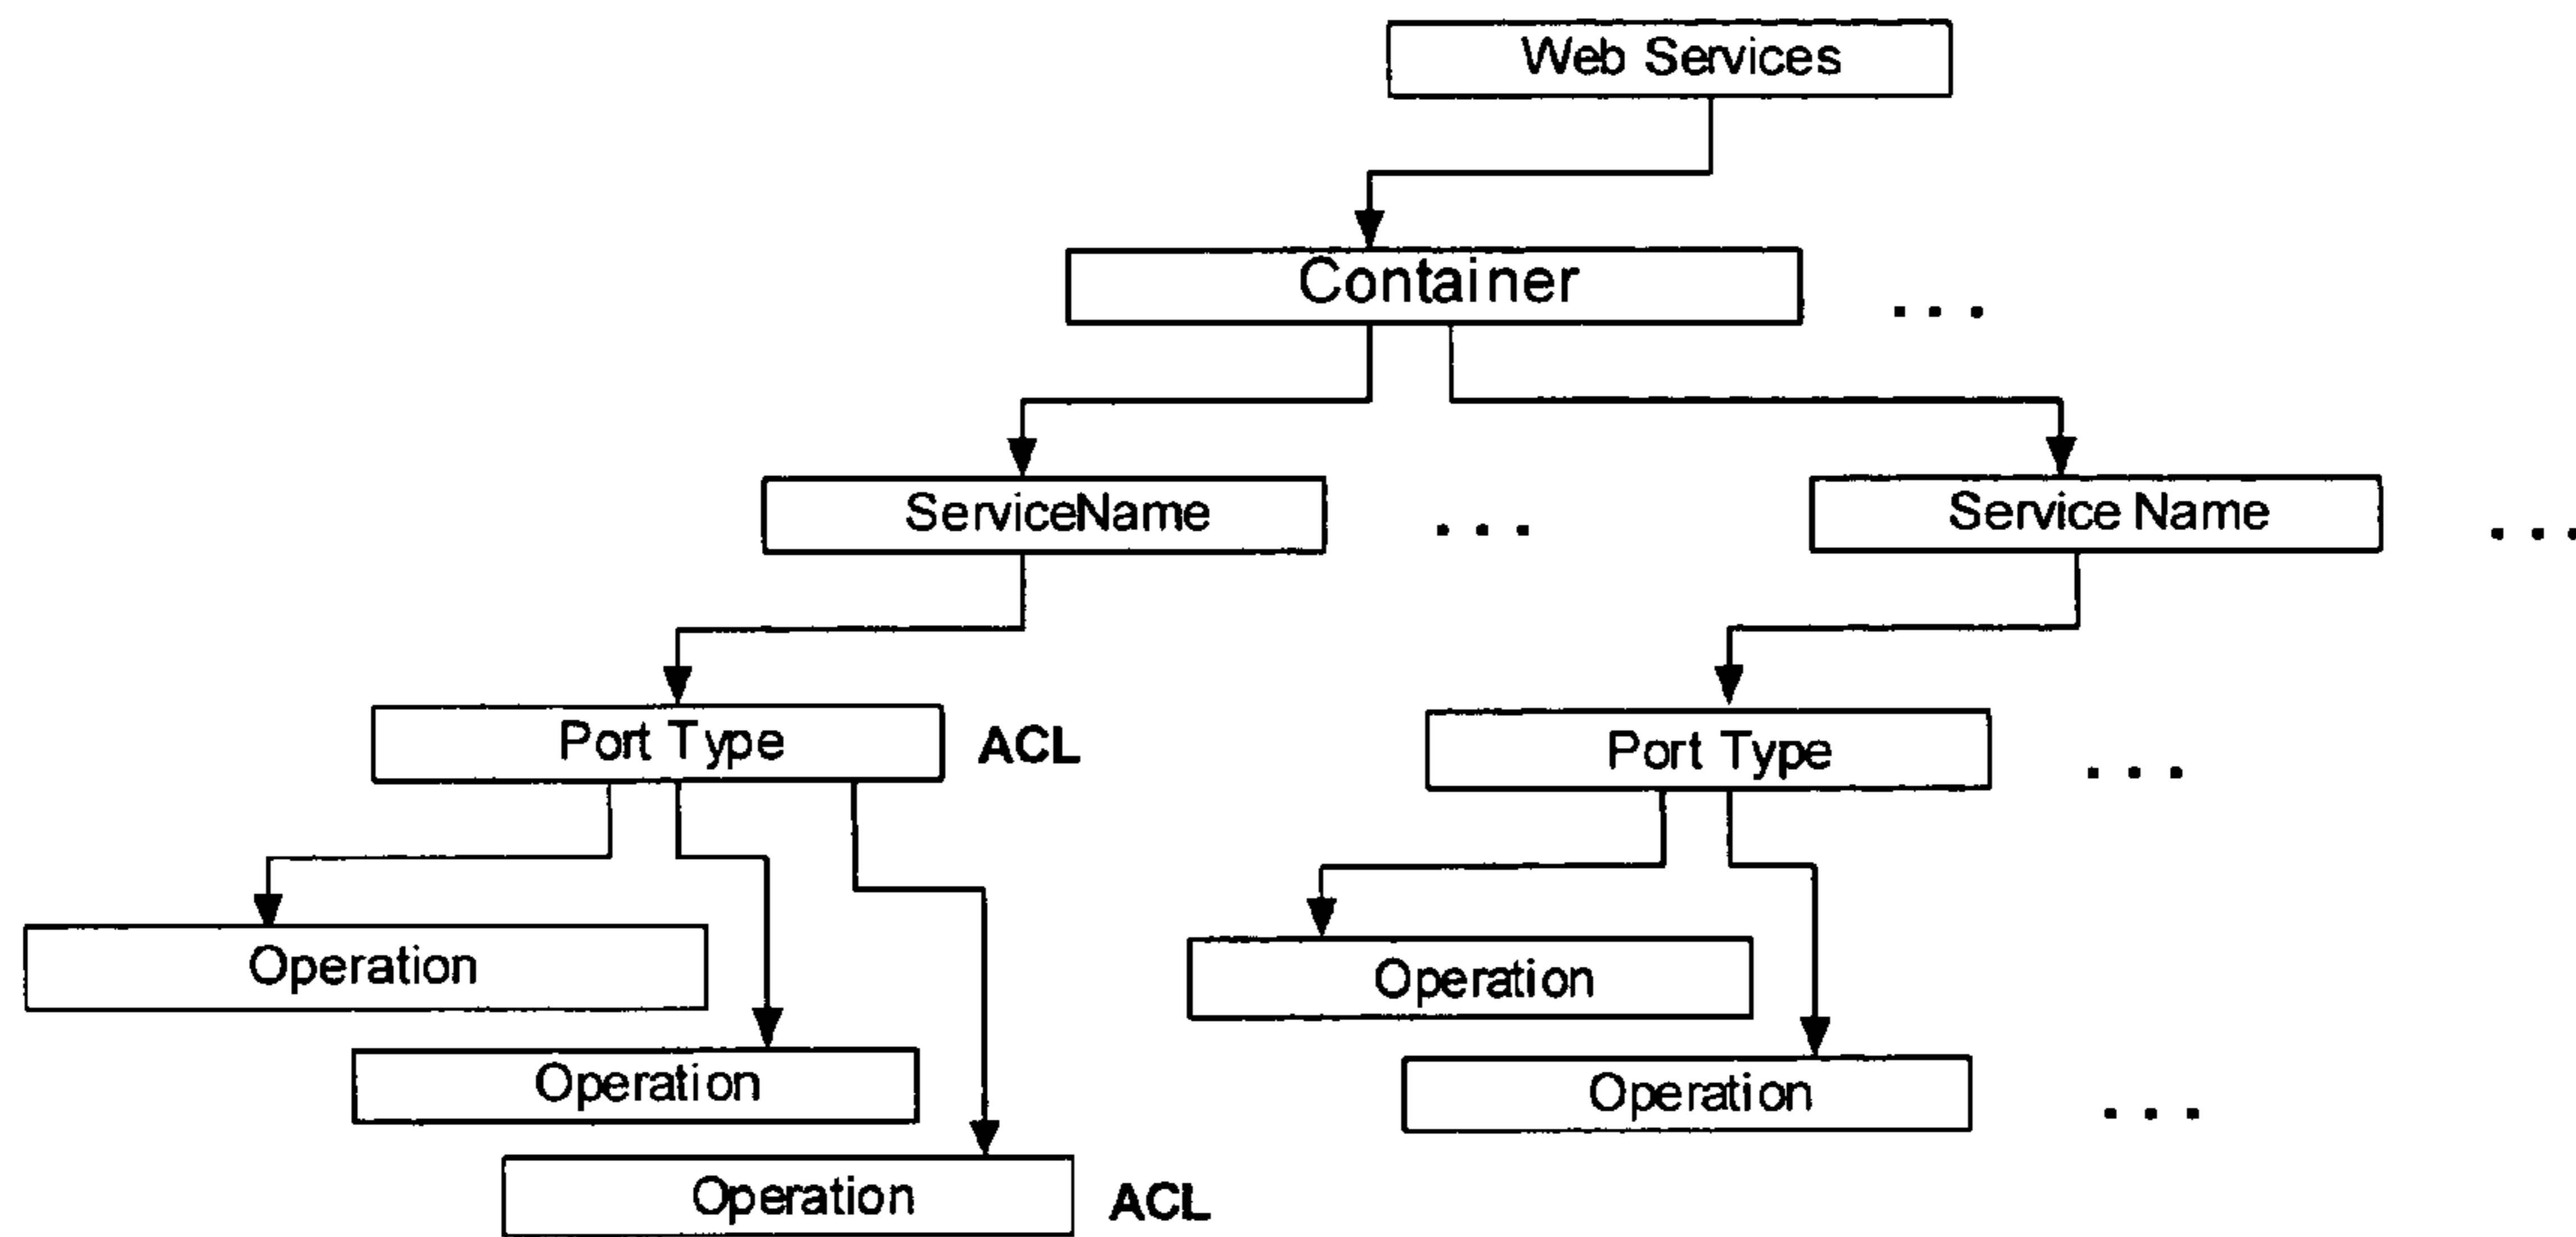 Web Services
Container
. . .
ServiceName
. . .
Service Name
. . .
Port Type
ACL
Port Type
. . .
Operation
Operation
Operation
Operation
. . .
Operation
ACL